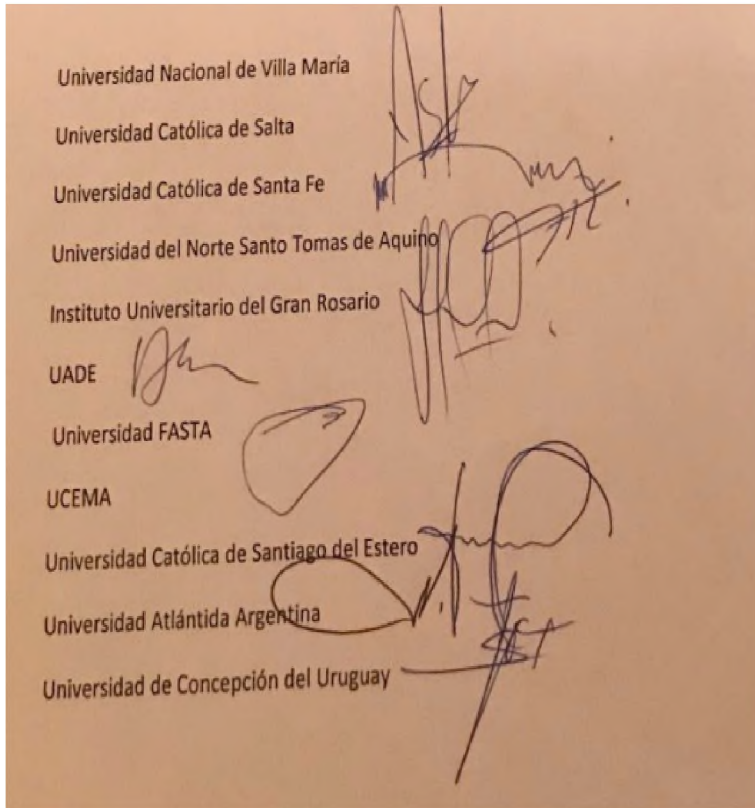 Universidad Nacional de Villa María
Universidad Católica de Salta
Universidad Católica de Santa Fe
Universidad del Norte Santo Tomas de Aquino
Instituto Universitario del Gran Rosario
UADE
Universidad FASTA
UCEMA
Universidad Católica de Santiago del Estero
Universidad Atlántida Argentina
Universidad de Concepción del Uruguay